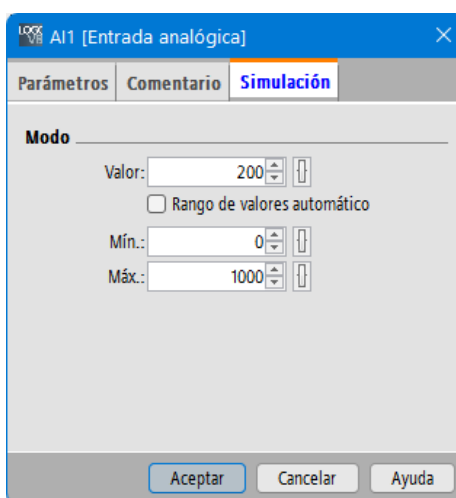 AI1 [Entrada analógica]
Parámetros Comentario Simulación
Modo
Valor: 200
Rango de valores automático
Mín.: 0
Máx.: 1000
Aceptar Cancelar Ayuda